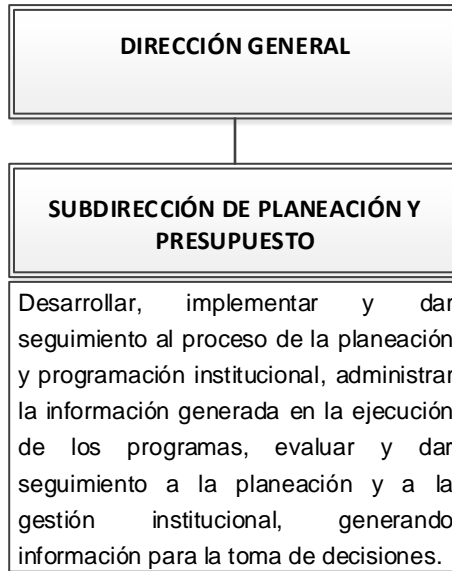 DIRECCIÓN GENERAL
SUBDIRECCIÓN DE PLANEACIÓN Y
PRESUPUESTO
Desarrollar, implementar y dar
seguimiento al proceso de la planeación
y programación institucional, administrar
la información generada en la ejecución
de los programas, evaluar y dar
seguimiento a la planeación y a la
gestión institucional, generando
información para la toma de decisiones.